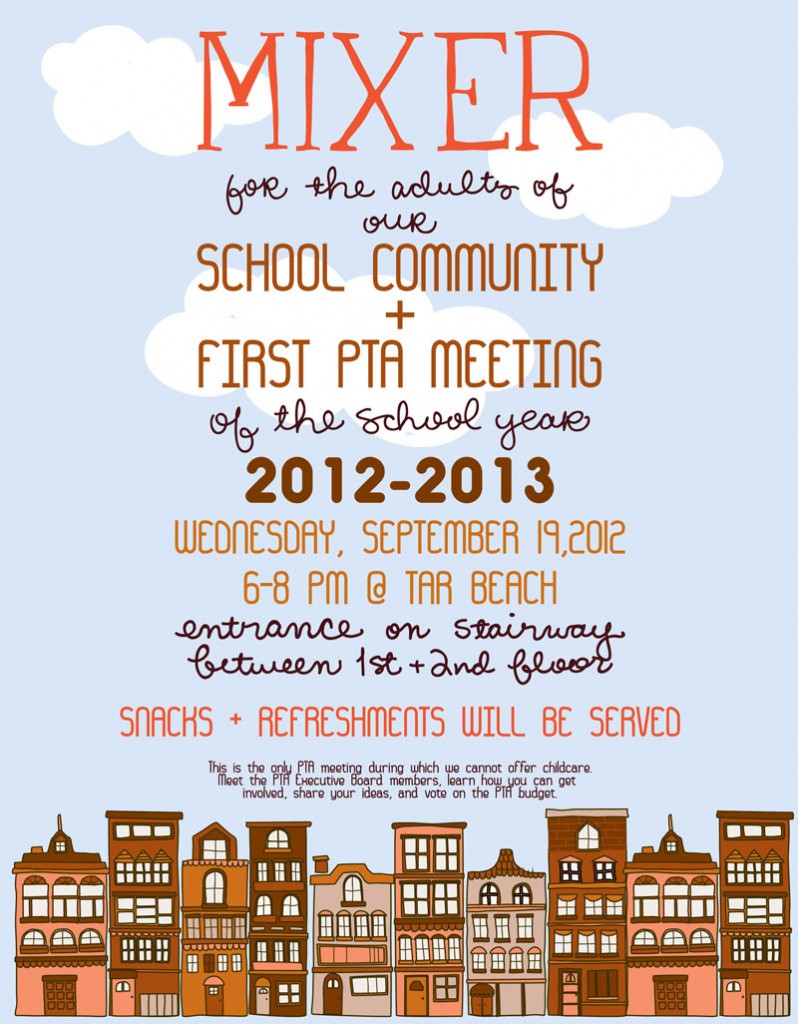 MIXER
for the adults of
our
SCHOOL COMMUNITY
+
FIRST PTA MEETING
of the school year
2012-2013
WEDNESDAY, SEPTEMBER 19,2012
6-8 PM @ TAR BEACH
entrance on stairway
between 1st + 2nd floor
SNACKS + REFRESHMENTS WILL BE SERVED
This is the only PTA meeting during which we cannot offer childcare.
Meet the PTA Executive Board members, learn how you can get
involved, share your ideas, and vote on the PTA budget.